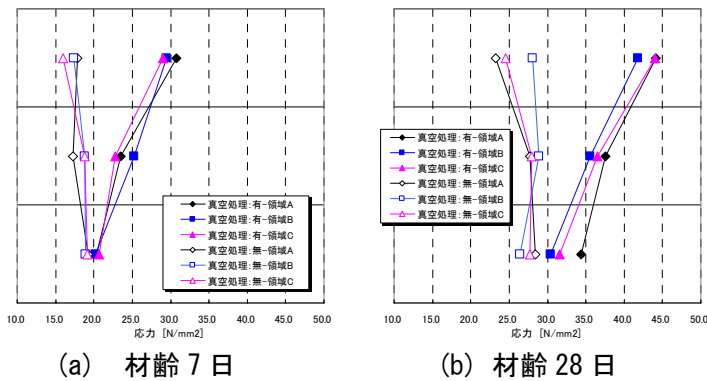 真空処理:有-領域A
真空処理:有-領域B
真空処理:有-領域C
真空処理:無-領域A
真空処理:無-領域B
真空処理:無-領域C
10.0 15.0 20.0 25.0 30.0 35.0 40.0 45.0 50.0
応力 [N/mm2]
(a) 材齢7日
真空処理:有-領域A
真空処理:有-領域B
真空処理:有-領域C
真空処理:無-領域A
真空処理:無-領域B
真空処理:無-領域C
10.0 15.0 20.0 25.0 30.0 35.0 40.0 45.0 50.0
応力 [N/mm2]
(b) 材齢28日